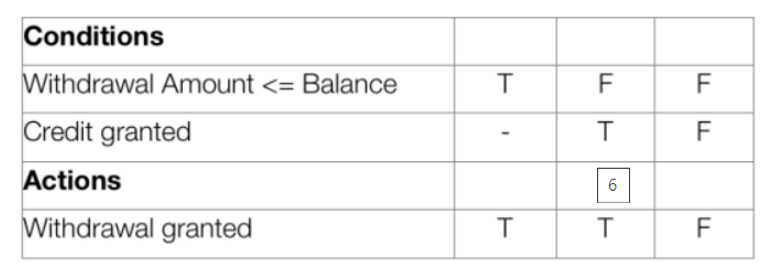 Conditions
Withdrawal Amount <= Balance T F F
Credit granted - T F
Actions 6
Withdrawal granted T T F